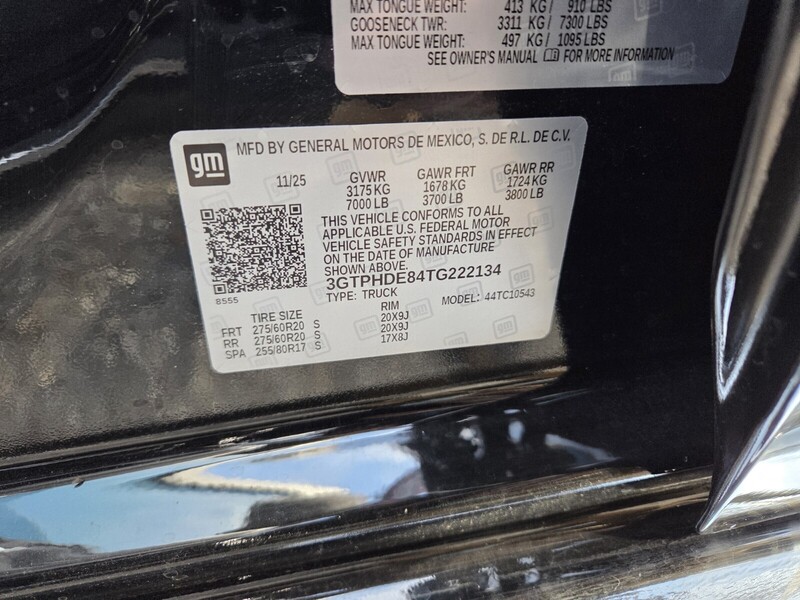 MAX TONGUE WEIGHT: 413 KG / 910 LBS
GOOSENECK TWR: 3311 KG / 7300 LBS
MAX TONGUE WEIGHT: 497 KG / 1095 LBS
SEE OWNER'S MANUAL FOR MORE INFORMATION
gm MFD BY GENERAL MOTORS DE MEXICO, S. DE R.L. DE C.V.
11/25 GVWR GAWR FRT GAWR RR
3175 KG 1678 KG 1724 KG
7000 LB 3700 LB 3800 LB
THIS VEHICLE CONFORMS TO ALL
APPLICABLE U.S. FEDERAL MOTOR
VEHICLE SAFETY STANDARDS IN EFFECT
ON THE DATE OF MANUFACTURE
SHOWN ABOVE.
8555 3GTPHDE84TG222134
TYPE: TRUCK MODEL: 44TC10543
TIRE SIZE RIM
FRT 275/60R20 S 20X9J
RR 275/60R20 S 20X9J
SPA 255/80R17 S 17X8J